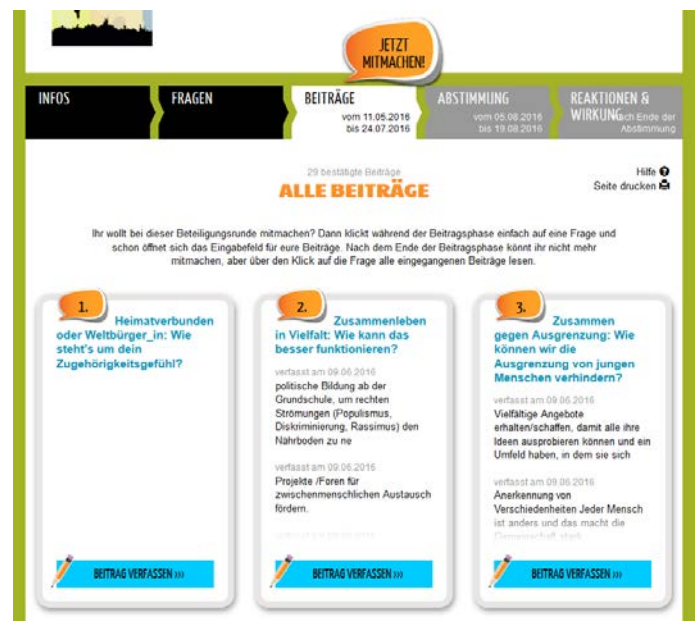 JETZT
MITMACHEN!
INFOS
FRAGEN
BEITRÄGE
vom 11.05.2016
bis 24.07.2016
ABSTIMMUNG
vom 05.08.2016
bis 19.08.2016
REAKTIONEN &
WIRKUNG
nach Ende der
Abstimmung
29 bestätigte Beiträge
ALLE BEITRÄGE
Hilfe
Seite drucken
Ihr wollt bei dieser Beteiligungsrunde mitmachen? Dann klickt während der Beitragsphase einfach auf eine Frage und
schon öffnet sich das Eingabefeld für eure Beiträge. Nach dem Ende der Beitragsphase könnt ihr nicht mehr
mitmachen, aber über den Klick auf die Frage alle eingegangenen Beiträge lesen.
1.
Heimatverbunden
oder Weltbürger_in: Wie
steht's um dein
Zugehörigkeitsgefühl?
BEITRAG VERFASSEN »»
2.
Zusammenleben
in Vielfalt: Wie kann das
besser funktionieren?
verfasst am 09.06.2016
politische Bildung ab der
Grundschule, um rechten
Strömungen (Populismus,
Diskriminierung, Rassimus) den
Nährboden zu ne
verfasst am 09.06.2016
Projekte /Foren für
zwischenmenschlichen Austausch
fördern.
BEITRAG VERFASSEN »»
3.
Zusammen
gegen Ausgrenzung: Wie
können wir die
Ausgrenzung von jungen
Menschen verhindern?
verfasst am 09.06.2016
Vielfältige Angebote
erhalten/schaffen, damit alle ihre
Ideen ausprobieren können und ein
Umfeld haben, in dem sie sich
verfasst am 09.06.2016
Anerkennung von
Verschiedenheiten Jeder Mensch
ist anders und das macht die
Gemeinschaft stark
BEITRAG VERFASSEN »»